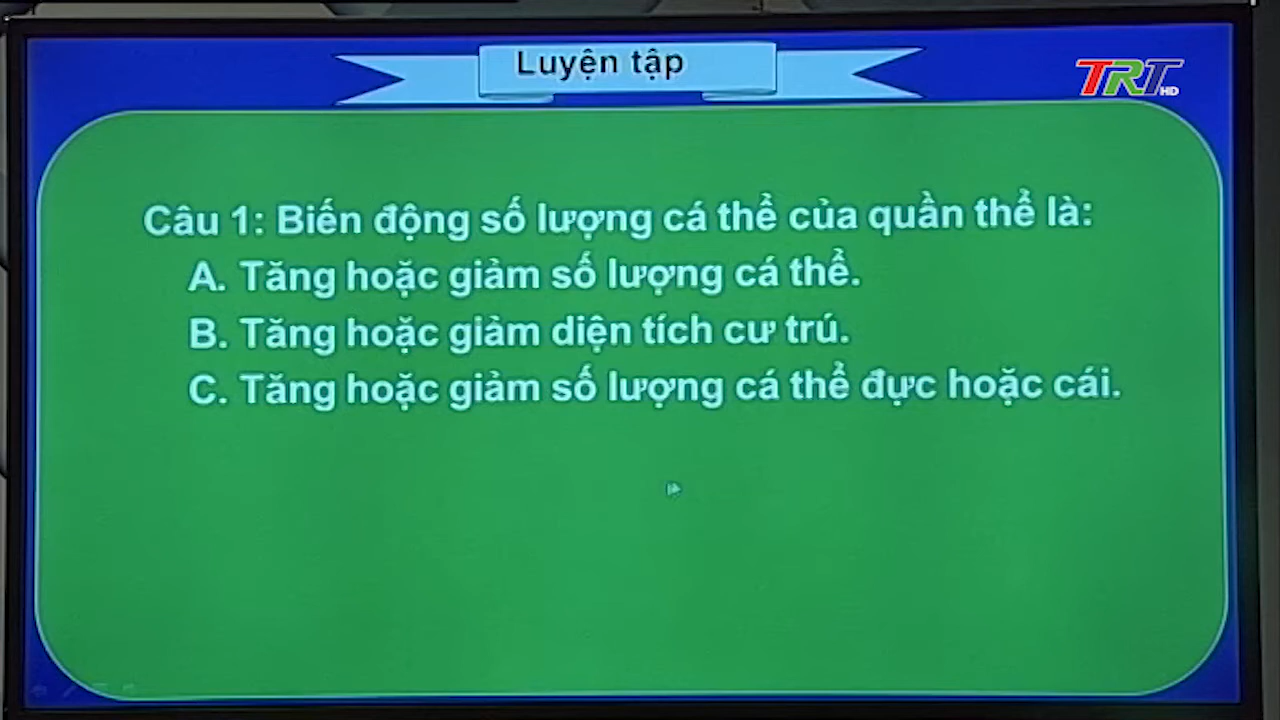 Luyện tập
TRT HD
Câu 1: Biến động số lượng cá thể của quần thể là:
A. Tăng hoặc giảm số lượng cá thể.
B. Tăng hoặc giảm diện tích cư trú.
C. Tăng hoặc giảm số lượng cá thể đực hoặc cái.